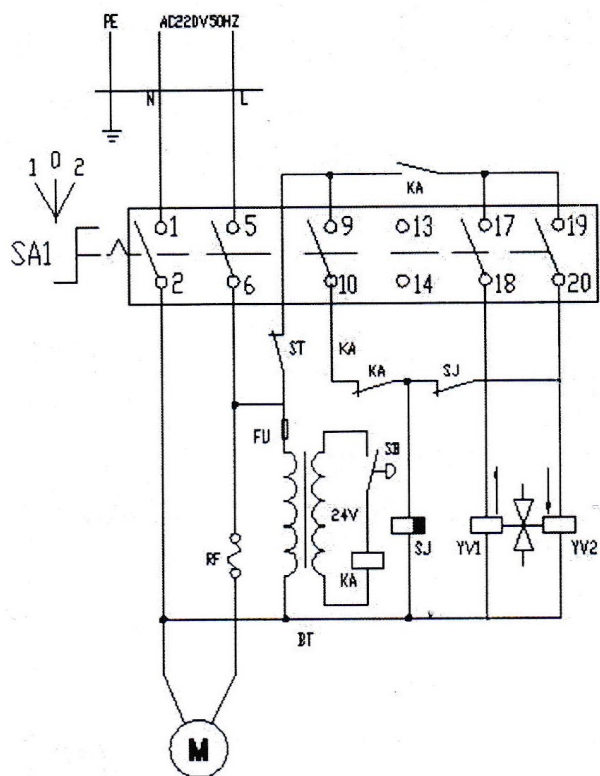 PE AC220V50HZ
N L
1 0 2
KA
SA1
1 5 9 13 17 19
2 6 10 14 18 20
ST KA
KA SJ
FU SB
24V
RF KA SJ YV1 YV2
BT
M